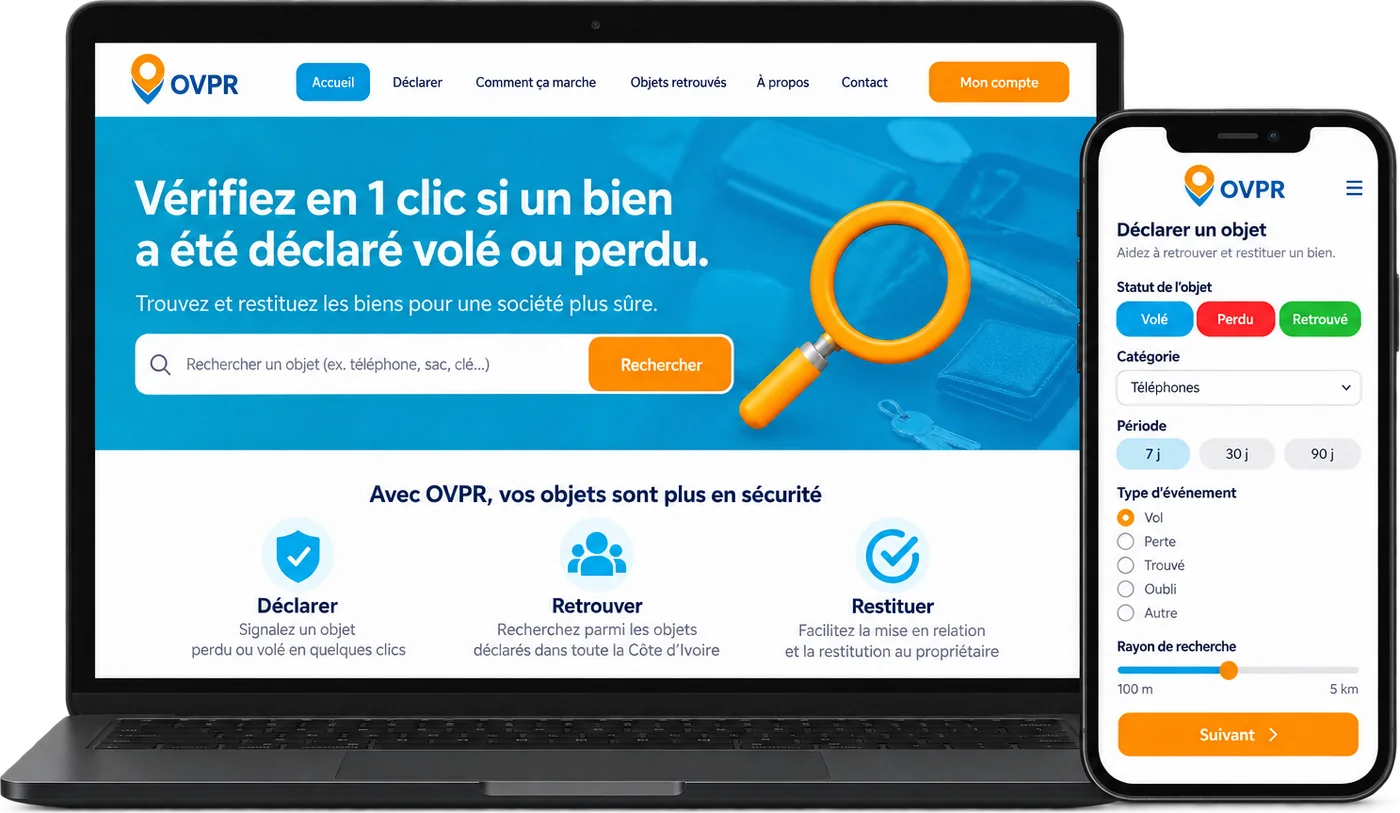 OVPR
Accueil
Déclarer
Comment ça marche
Objets retrouvés
À propos
Contact
Mon compte
Vérifiez en 1 clic si un bien
a été déclaré volé ou perdu.
Trouvez et restituez les biens pour une société plus sûre.
Rechercher un objet (ex. téléphone, sac, clé...)
Rechercher
Avec OVPR, vos objets sont plus en sécurité
Déclarer
Signalez un objet
perdu ou volé en quelques clics
Retrouver
Recherchez parmi les objets
déclarés dans toute la Côte d'Ivoire
Restituer
Facilitez la mise en relation
et la restitution au propriétaire
OVPR
Déclarer un objet
Aidez à retrouver et restituer un bien.
Statut de l'objet
Volé
Perdu
Retrouvé
Catégorie
Téléphones
Période
7 j
30 j
90 j
Type d'événement
Vol
Perte
Trouvé
Oubli
Autre
Rayon de recherche
100 m
5 km
Suivant